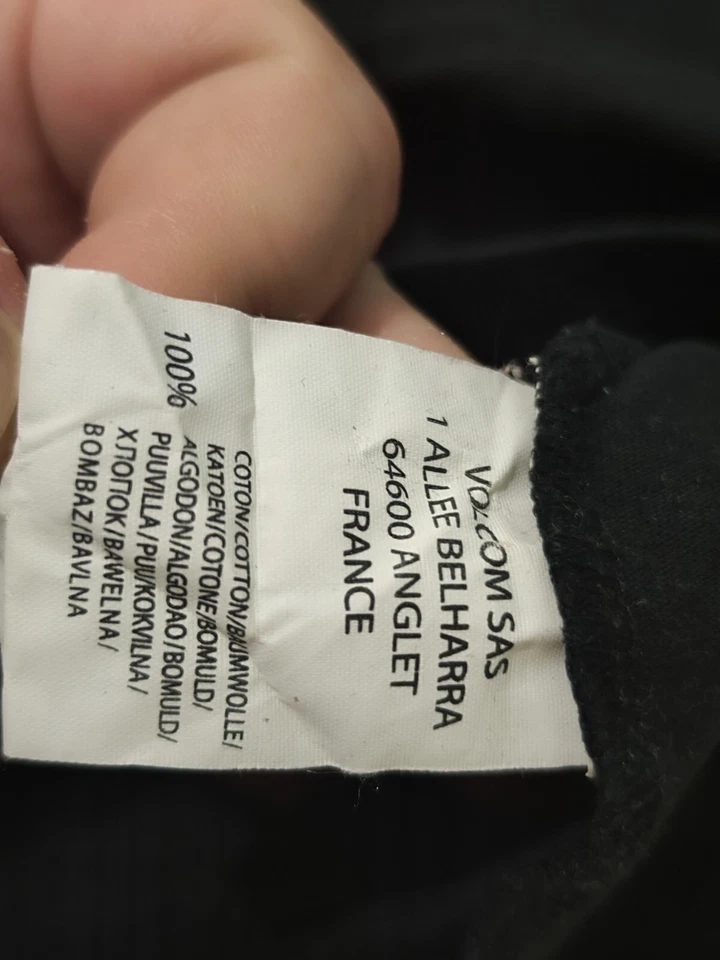 VOLCOM SAS
1 ALLEE BELHARRA
64600 ANGLET
FRANCE
100%
COTON/COTTON/BAUMWOLLE/
KATOEN/COTONE/BOMULD/
ALGODON/ALGODAO/BOMULD/
PUUVILLA/PUU/KOKVILNA/
ХЛОПОК/BAWELNA/
BOMBAZ/BAVLNA